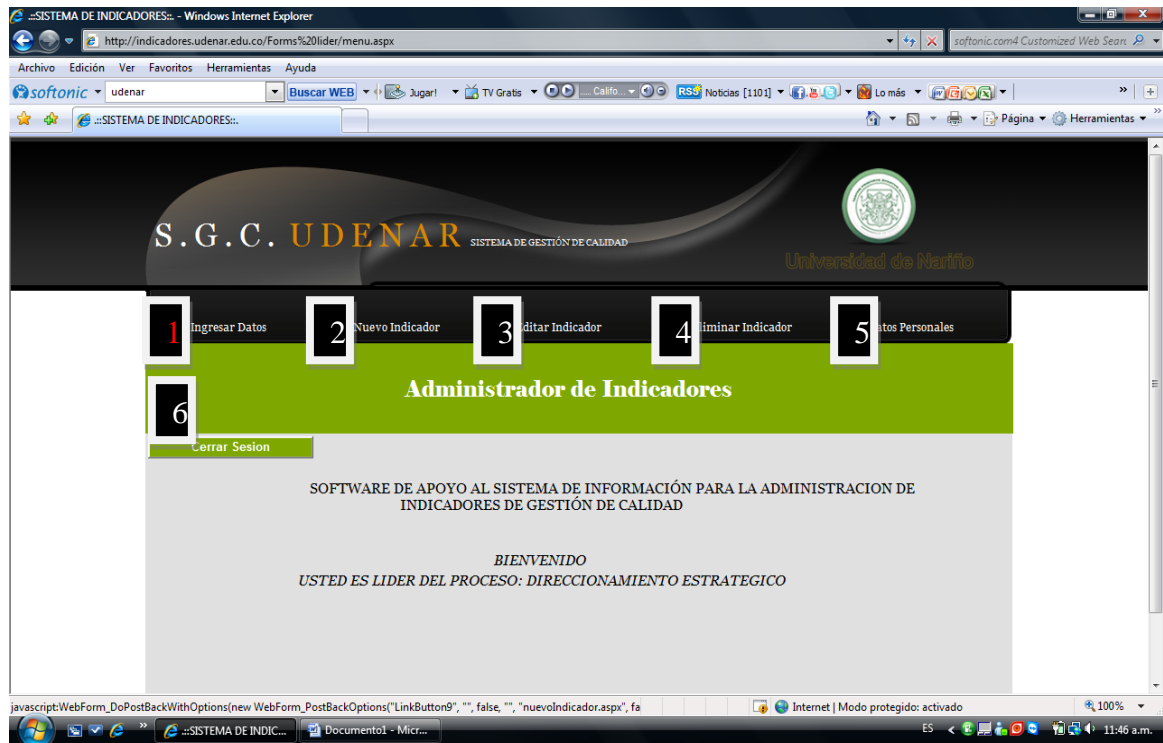 .::SISTEMA DE INDICADORES::. - Windows Internet Explorer
http://indicadores.udenar.edu.co/Forms%20lider/menu.aspx
softonic.com4 Customized Web Searc
Archivo Edición Ver Favoritos Herramientas Ayuda
softonic udenar Buscar WEB Jugar! TV Gratis .... Califo... RSS Noticias [1101] Lo más
.::SISTEMA DE INDICADORES::. Página Herramientas
S.G.C. UDENAR SISTEMA DE GESTIÓN DE CALIDAD
Universidad de Nariño
1 Ingresar Datos 2 Nuevo Indicador 3 ditar Indicador 4 liminar Indicador 5 atos Personales
Administrador de Indicadores
6
Cerrar Sesion
SOFTWARE DE APOYO AL SISTEMA DE INFORMACIÓN PARA LA ADMINISTRACION DE
INDICADORES DE GESTIÓN DE CALIDAD
BIENVENIDO
USTED ES LIDER DEL PROCESO: DIRECCIONAMIENTO ESTRATEGICO
javascript:WebForm_DoPostBackWithOptions(new WebForm_PostBackOptions("LinkButton9", "", false, "", "nuevoIndicador.aspx", fa Internet | Modo protegido: activado 100%
.::SISTEMA DE INDIC... Documento1 - Micr... ES 11:46 a.m.